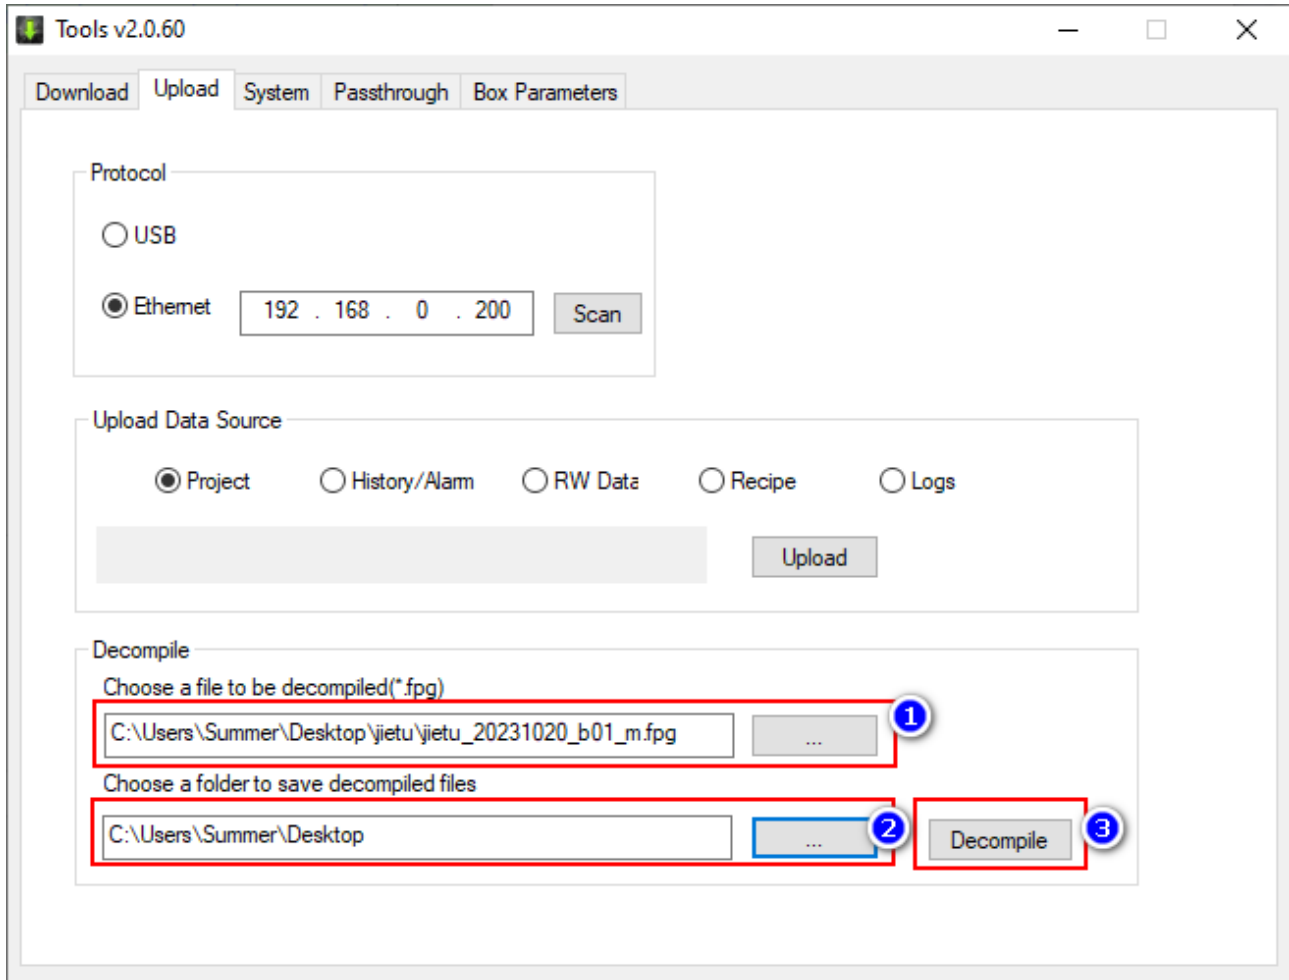 Tools v2.0.60
Download Upload System Passthrough Box Parameters
Protocol
USB
Ethernet 192 . 168 . 0 . 200 Scan
Upload Data Source
Project History/Alarm RW Data Recipe Logs
Upload
Decompile
Choose a file to be decompiled(*.fpg)
C:\Users\Summer\Desktop\jietu\jietu_20231020_b01_m.fpg ... 1
Choose a folder to save decompiled files
C:\Users\Summer\Desktop ... 2 Decompile 3